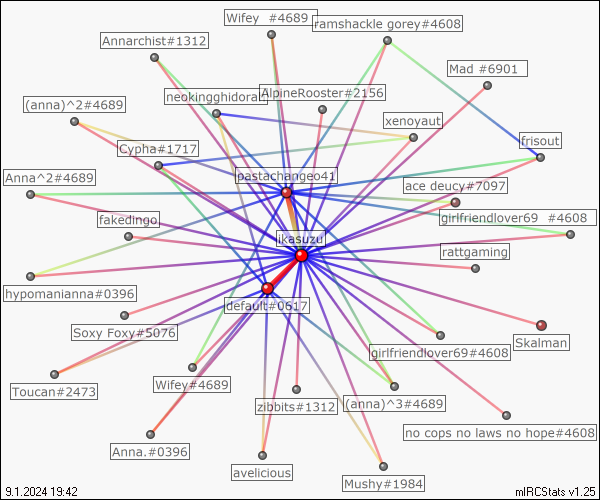 Wifey  #4689
ramshackle gorey#4608
Annarchist#1312
Mad #6901
neokingghidorah
AlpineRooster#2156
(anna)^2#4689
xenoyaut
frisout
Cypha#1717
Anna^2#4689
pastachangeo41
ace deucy#7097
fakedingo
girlfriendlover69  #4608
ikasuzu
rattgaming
hypomanianna#0396
default#0617
Soxy Foxy#5076
Skalman
girlfriendlover69#4608
Toucan#2473
Wifey#4689
zibbits#1312
(anna)^3#4689
no cops no laws no hope#4608
Anna.#0396
avelicious
Mushy#1984
9.1.2024 19:42
mIRCStats v1.25